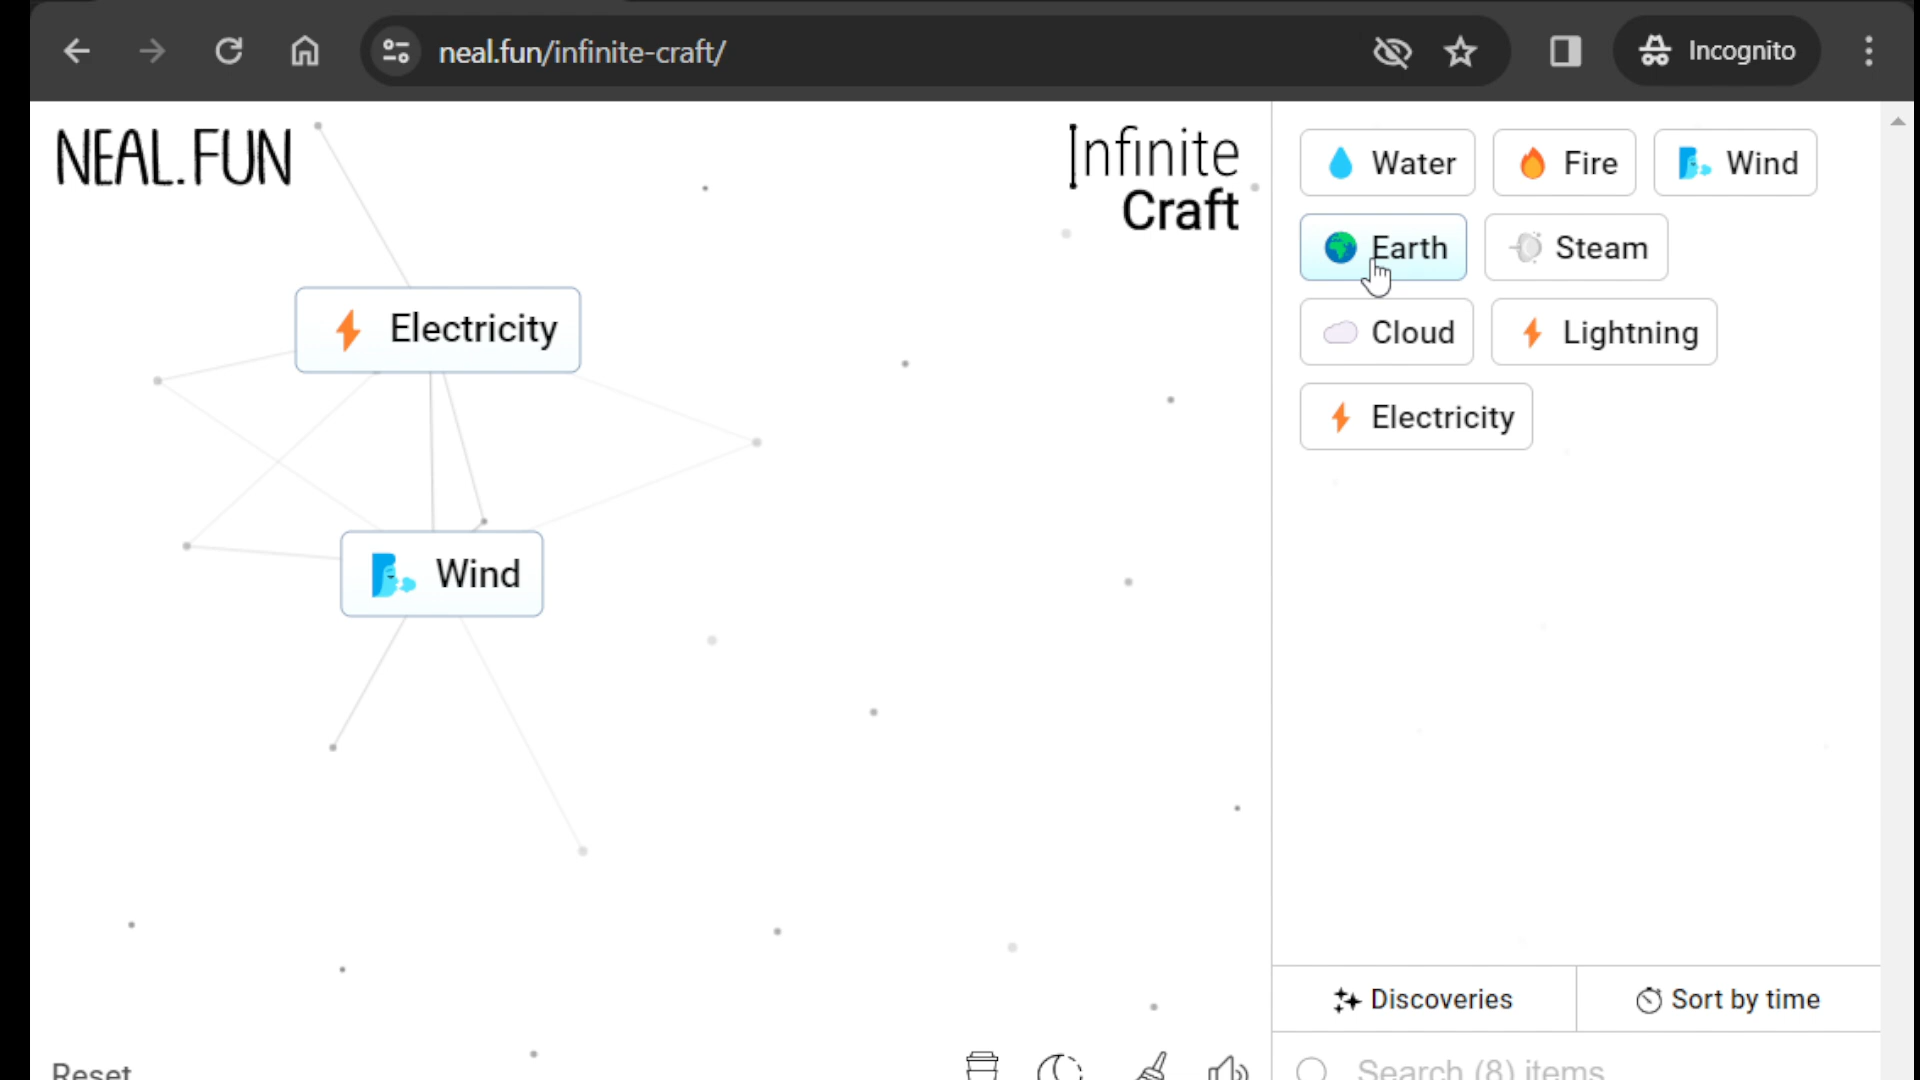 neal.fun/infinite-craft/
Incognito
NEAL.FUN
Infinite
Craft
Water
Fire
Wind
Earth
Steam
Cloud
Lightning
Electricity
Electricity
Wind
Discoveries
Sort by time
Reset
Search (8) items